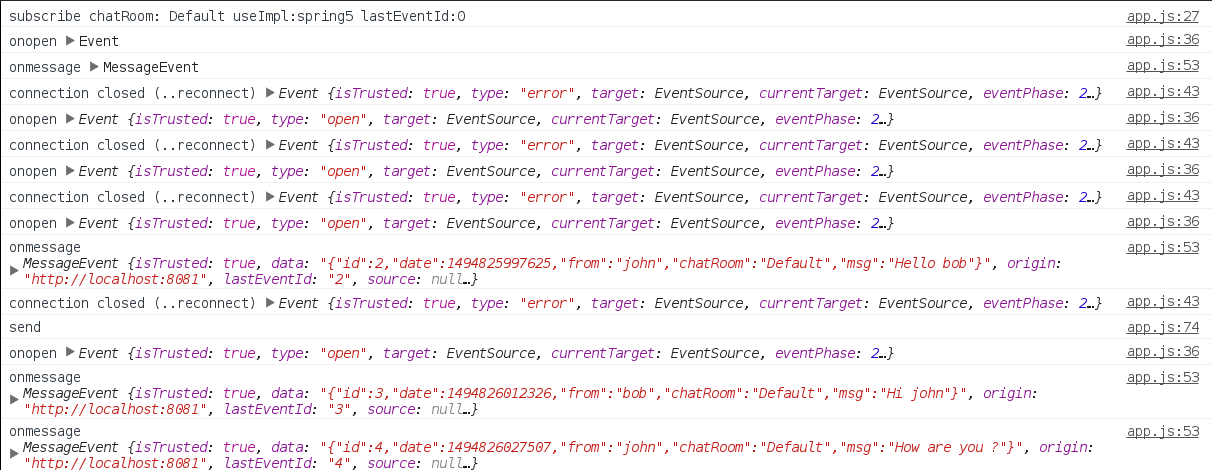 subscribe chatRoom: Default useImpl:spring5 lastEventId:0 app.js:27
onopen ▶Event app.js:36
onmessage ▶MessageEvent app.js:53
connection closed (..reconnect) ▶Event {isTrusted: true, type: "error", target: EventSource, currentTarget: EventSource, eventPhase: 2…} app.js:43
onopen ▶Event {isTrusted: true, type: "open", target: EventSource, currentTarget: EventSource, eventPhase: 2…} app.js:36
connection closed (..reconnect) ▶Event {isTrusted: true, type: "error", target: EventSource, currentTarget: EventSource, eventPhase: 2…} app.js:43
onopen ▶Event {isTrusted: true, type: "open", target: EventSource, currentTarget: EventSource, eventPhase: 2…} app.js:36
connection closed (..reconnect) ▶Event {isTrusted: true, type: "error", target: EventSource, currentTarget: EventSource, eventPhase: 2…} app.js:43
onopen ▶Event {isTrusted: true, type: "open", target: EventSource, currentTarget: EventSource, eventPhase: 2…} app.js:36
onmessage app.js:53
▶MessageEvent {isTrusted: true, data: "{"id":2,"date":1494825997625,"from":"john","chatRoom":"Default","msg":"Hello bob"}", origin:
"http://localhost:8081", lastEventId: "2", source: null…}
connection closed (..reconnect) ▶Event {isTrusted: true, type: "error", target: EventSource, currentTarget: EventSource, eventPhase: 2…} app.js:43
send app.js:74
onopen ▶Event {isTrusted: true, type: "open", target: EventSource, currentTarget: EventSource, eventPhase: 2…} app.js:36
onmessage app.js:53
▶MessageEvent {isTrusted: true, data: "{"id":3,"date":1494826012326,"from":"bob","chatRoom":"Default","msg":"Hi john"}", origin:
"http://localhost:8081", lastEventId: "3", source: null…}
onmessage app.js:53
▶MessageEvent {isTrusted: true, data: "{"id":4,"date":1494826027507,"from":"john","chatRoom":"Default","msg":"How are you ?"}", origin:
"http://localhost:8081", lastEventId: "4", source: null…}